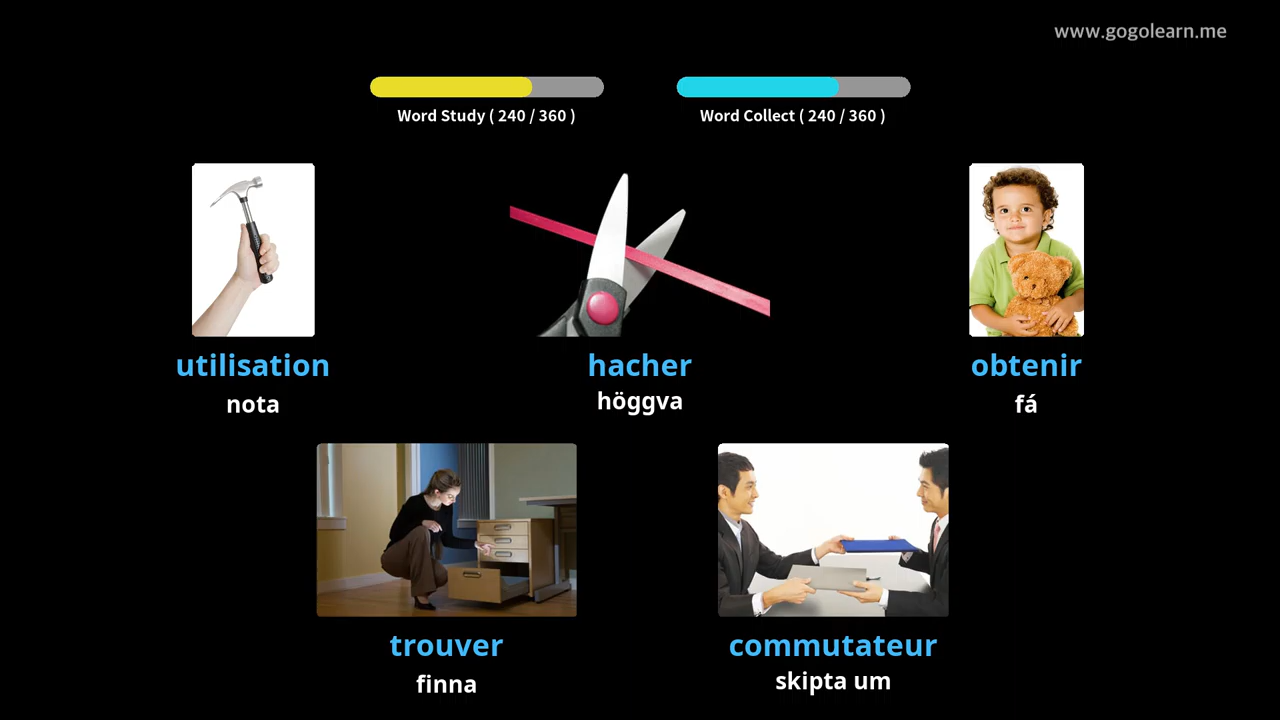 www.gogolearn.me
Word Study ( 240 / 360 )
Word Collect ( 240 / 360 )
utilisation
nota
hacher
höggva
obtenir
fá
trouver
finna
commutateur
skipta um